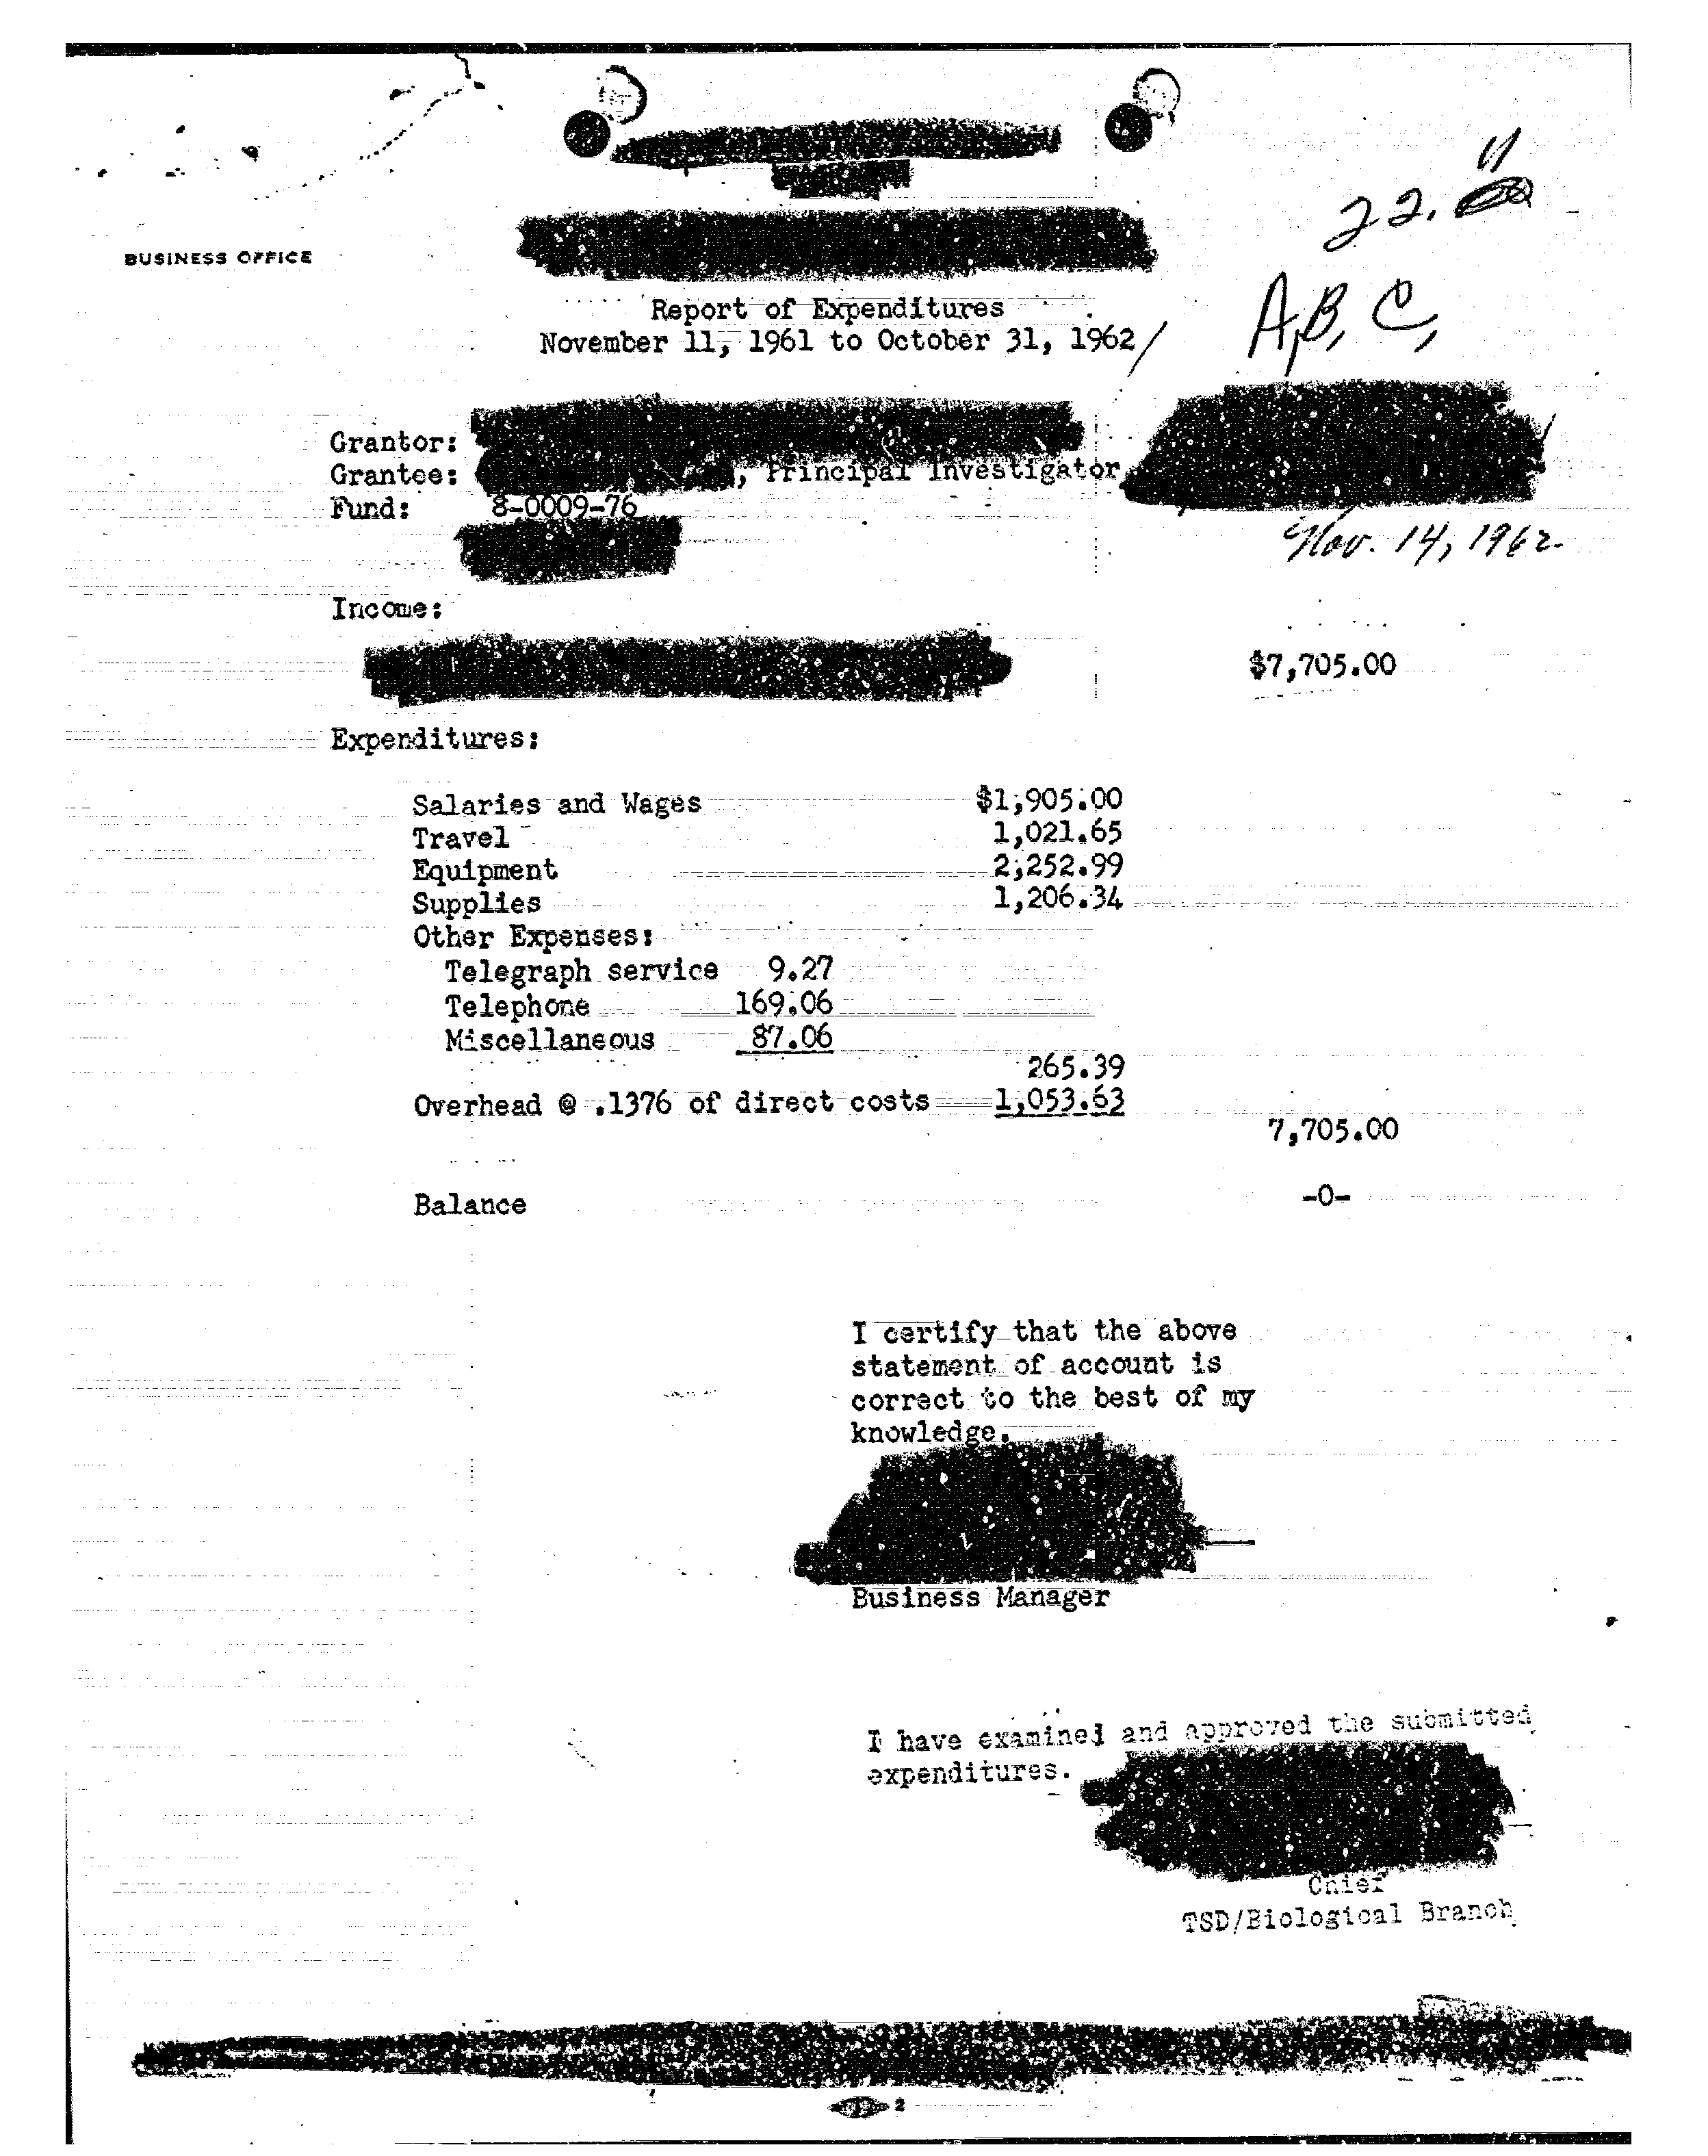 22. 11
BUSINESS OFFICE
Report of Expenditures
November 11, 1961 to October 31, 1962
A, B, C,
Grantor:
Grantee: , Principal Investigator
Fund: 8-0009-76
Nov. 14, 1962.
Income:
$7,705.00
Expenditures:
Salaries and Wages $1,905.00
Travel 1,021.65
Equipment 2,252.99
Supplies 1,206.34
Other Expenses:
Telegraph service 9.27
Telephone 169.06
Miscellaneous 87.06
265.39
Overhead @ .1376 of direct costs 1,053.63
7,705.00
Balance -0-
I certify that the above
statement of account is
correct to the best of my
knowledge.
Business Manager
I have examined and approved the submitted
expenditures.
Chief
TSD/Biological Branch
2